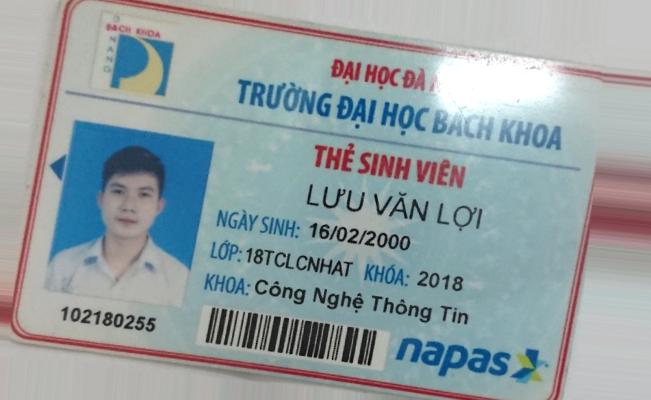 BÁCH KHOA
ĐÀ NẴNG
ĐẠI HỌC ĐÀ
TRƯỜNG ĐẠI HỌC BÁCH KHOA
THẺ SINH VIÊN
LƯU VĂN LỢI
NGÀY SINH: 16/02/2000
LỚP: 18TCLCNHAT KHÓA: 2018
KHOA: Công Nghệ Thông Tin
102180255
napas